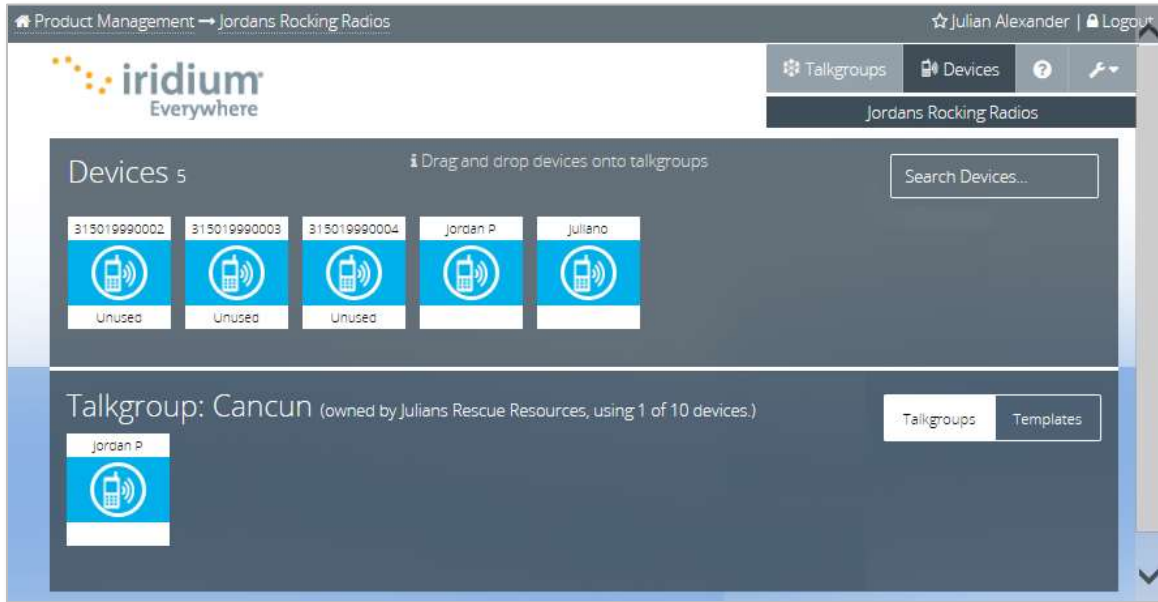 Product Management → Jordans Rocking Radios
Julian Alexander | Logout
iridium
Everywhere
Talkgroups Devices ?
Jordans Rocking Radios
Devices 5
i Drag and drop devices onto talkgroups
Search Devices...
315019990002 315019990003 315019990004 Jordan P Juliano
Unused Unused Unused
Talkgroup: Cancun (owned by Julians Rescue Resources, using 1 of 10 devices.)
Talkgroups Templates
Jordan P